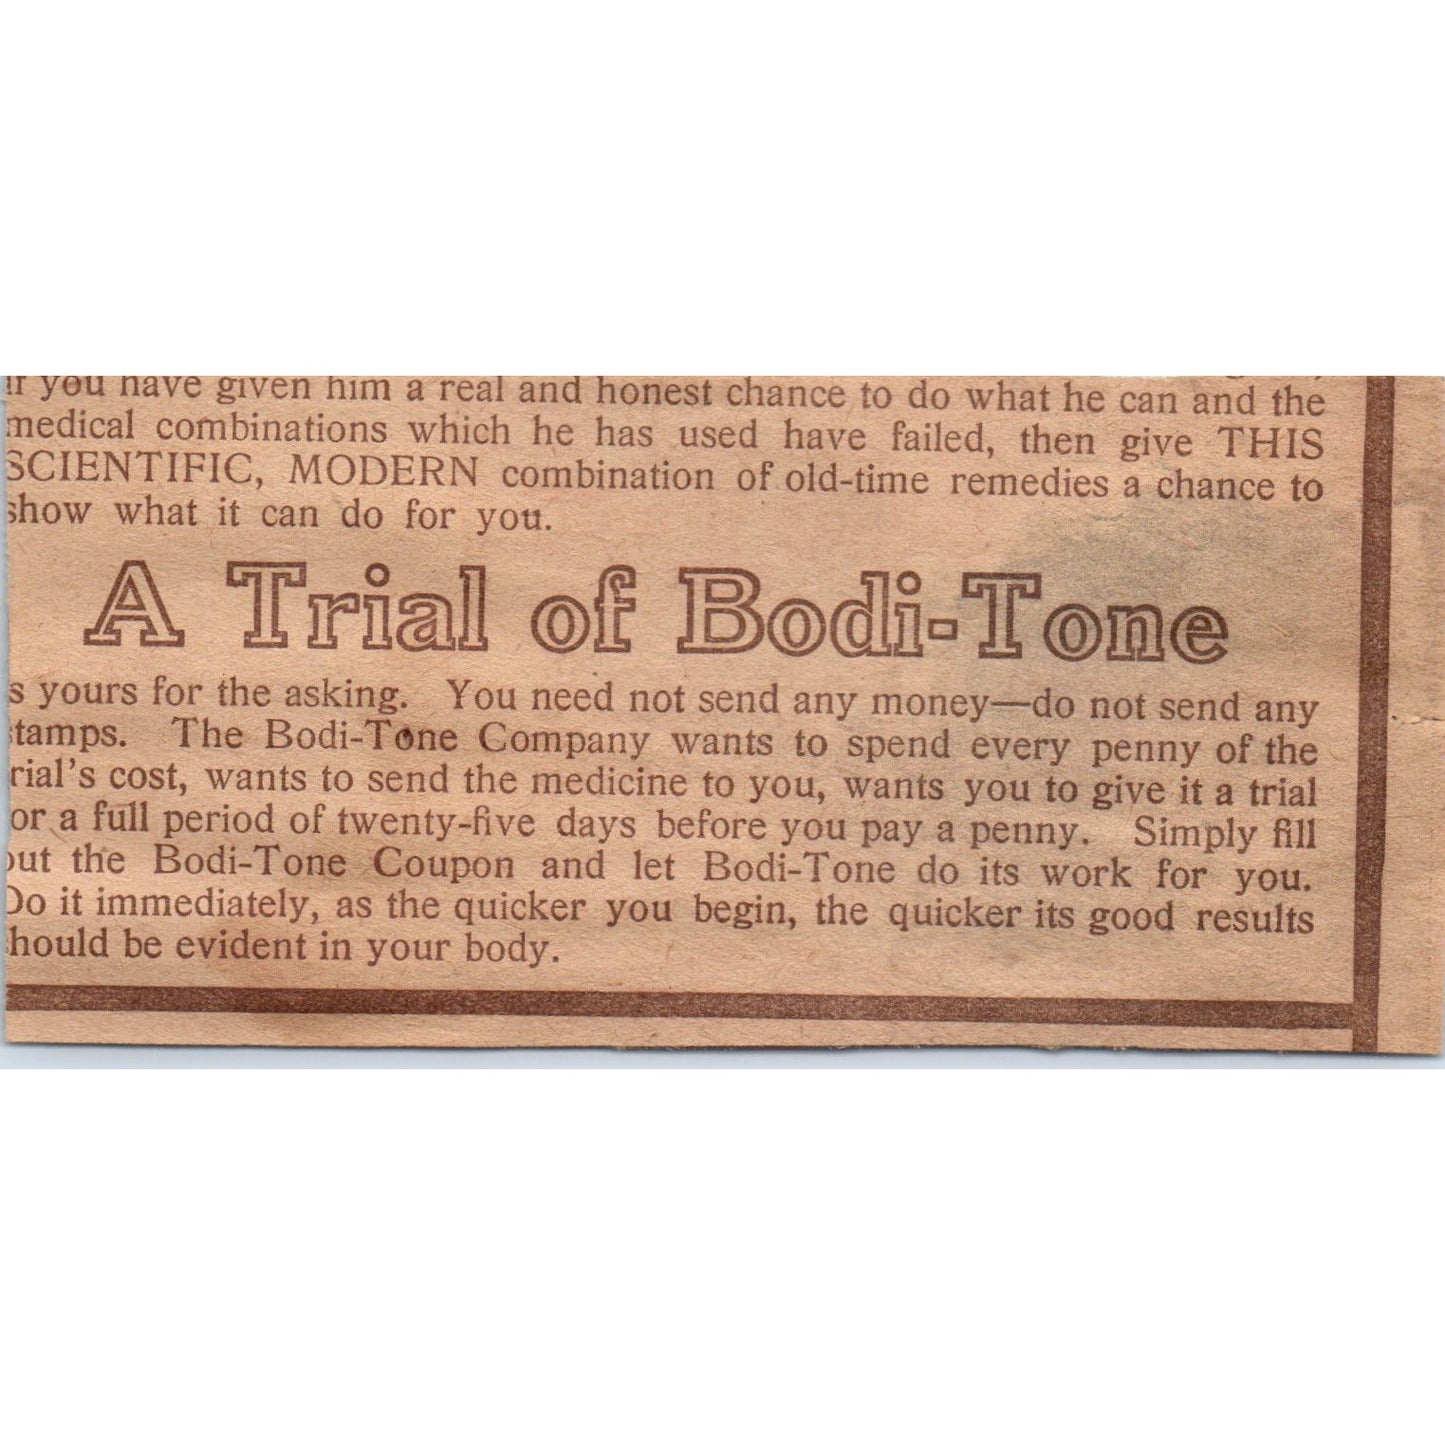 if you have given him a real and honest chance to do what he can and the
medical combinations which he has used have failed, then give THIS
SCIENTIFIC, MODERN combination of old-time remedies a chance to
show what it can do for you.
A Trial of Bodi-Tone
s yours for the asking. You need not send any money—do not send any
tamps. The Bodi-Tone Company wants to spend every penny of the
rial's cost, wants to send the medicine to you, wants you to give it a trial
or a full period of twenty-five days before you pay a penny. Simply fill
out the Bodi-Tone Coupon and let Bodi-Tone do its work for you.
Do it immediately, as the quicker you begin, the quicker its good results
hould be evident in your body.